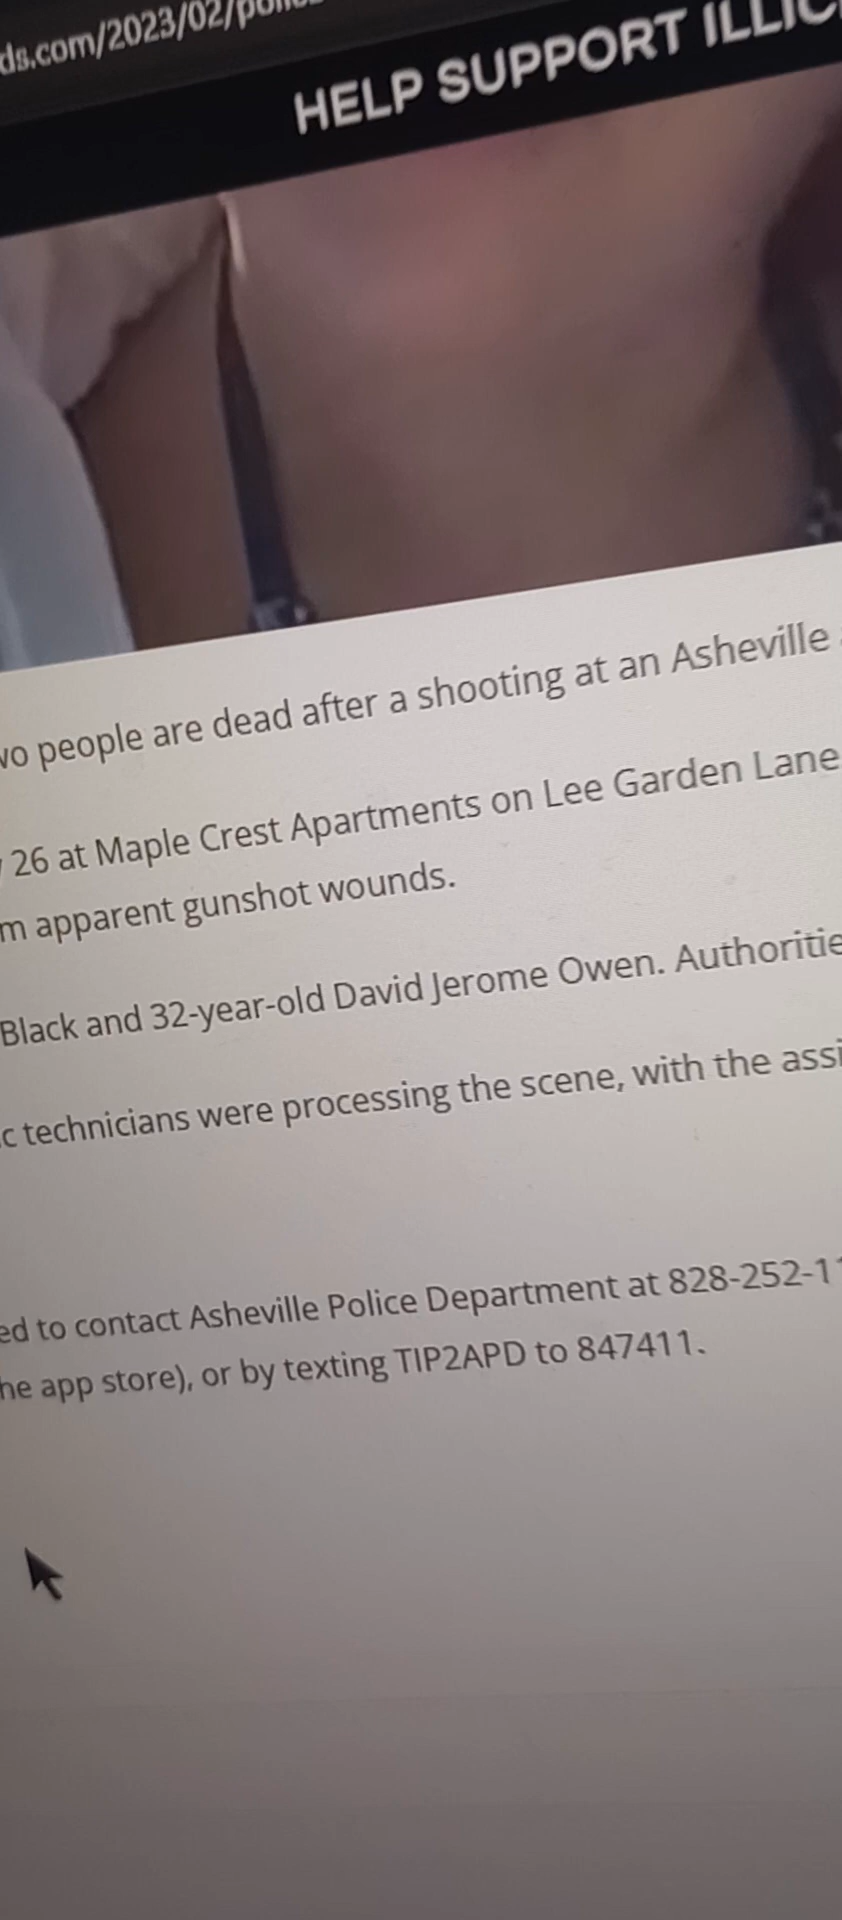 ds.com/2023/02/
HELP SUPPORT
people are dead after a shooting at an Asheville
26 at Maple Crest Apartments on Lee Garden Lane
m apparent gunshot wounds.
Black and 32-year-old David Jerome Owen. Authoritie
c technicians were processing the scene, with the assi
ed to contact Asheville Police Department at 828-252-11
he app store), or by texting TIP2APD to 847411.